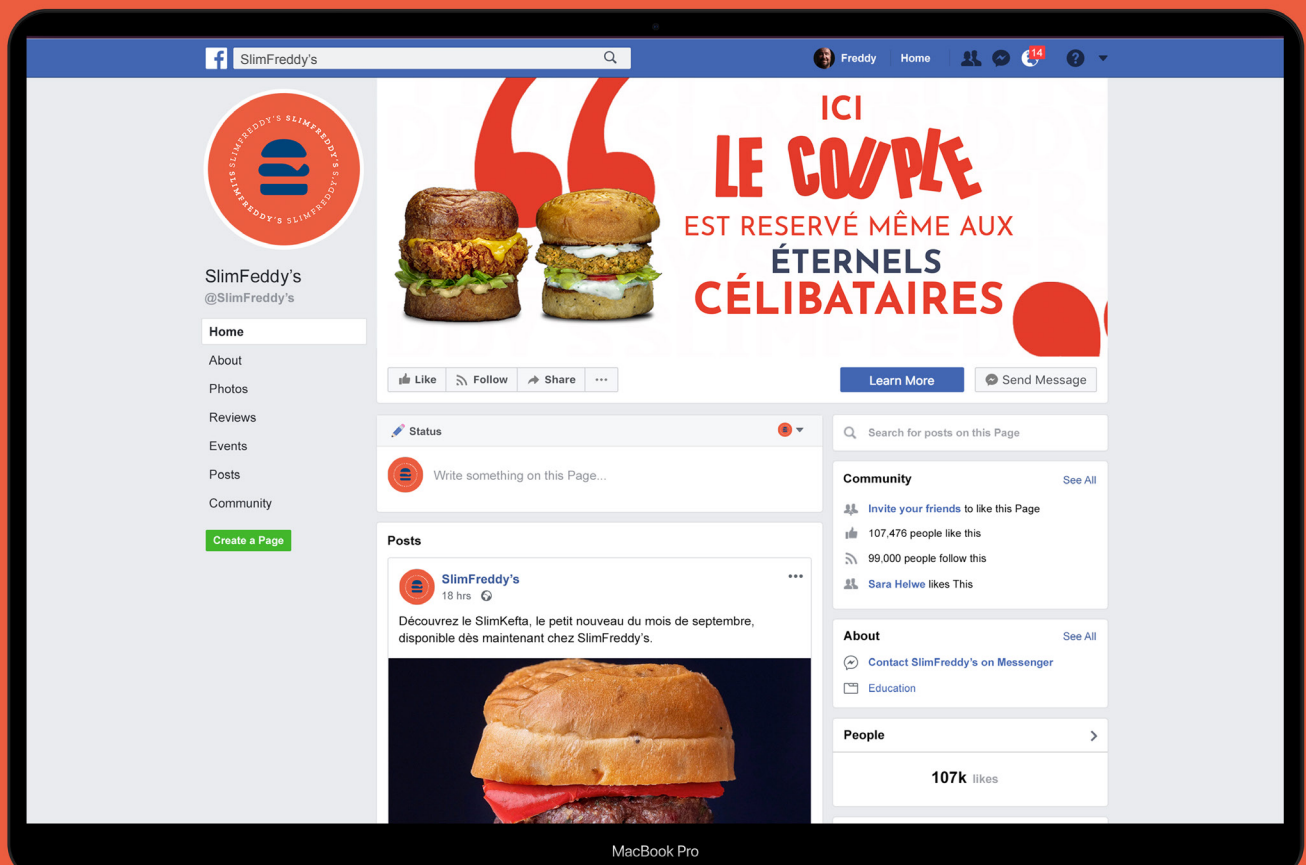 SlimFreddy's
Freddy
Home
14
SLIMFREDDY'S SLIMFREDDY'S SLIMFREDDY'S
SlimFeddy's
@SlimFreddy's
Home
About
Photos
Reviews
Events
Posts
Community
Create a Page
ICI
LE COUPLE
EST RESERVÉ MÊME AUX
ÉTERNELS
CÉLIBATAIRES
Like
Follow
Share
Learn More
Send Message
Status
Write something on this Page...
Posts
SlimFreddy's
18 hrs
Découvrez le SlimKefta, le petit nouveau du mois de septembre,
disponible dès maintenant chez SlimFreddy's.
Search for posts on this Page
Community
See All
Invite your friends to like this Page
107,476 people like this
99,000 people follow this
Sara Helwe likes This
About
See All
Contact SlimFreddy's on Messenger
Education
People
107k likes
MacBook Pro